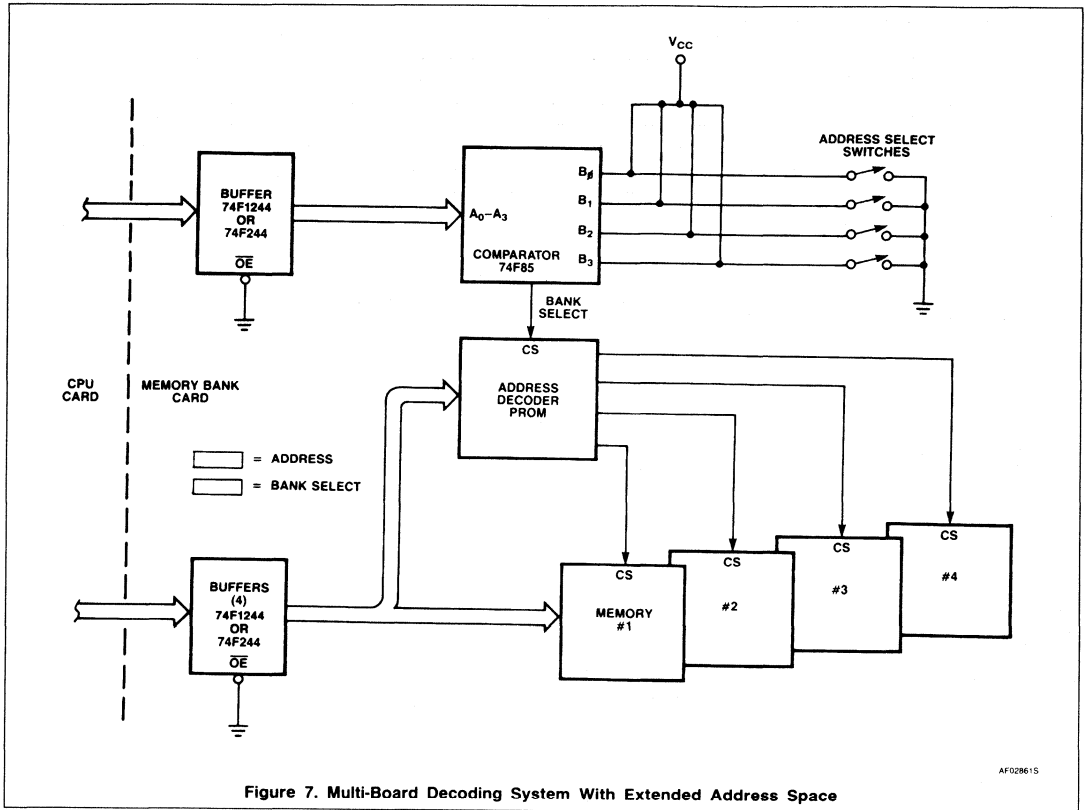 VCC
ADDRESS SELECT
SWITCHES
BUFFER
74F1244
OR
74F244
OE
A0–A3
B0
B1
B2
B3
COMPARATOR
74F85
BANK
SELECT
CS
ADDRESS
DECODER
PROM
CPU
CARD
MEMORY BANK
CARD
= ADDRESS
= BANK SELECT
BUFFERS
(4)
74F1244
OR
74F244
OE
CS
MEMORY
#1
CS
#2
CS
#3
CS
#4
AF02861S
Figure 7. Multi-Board Decoding System With Extended Address Space